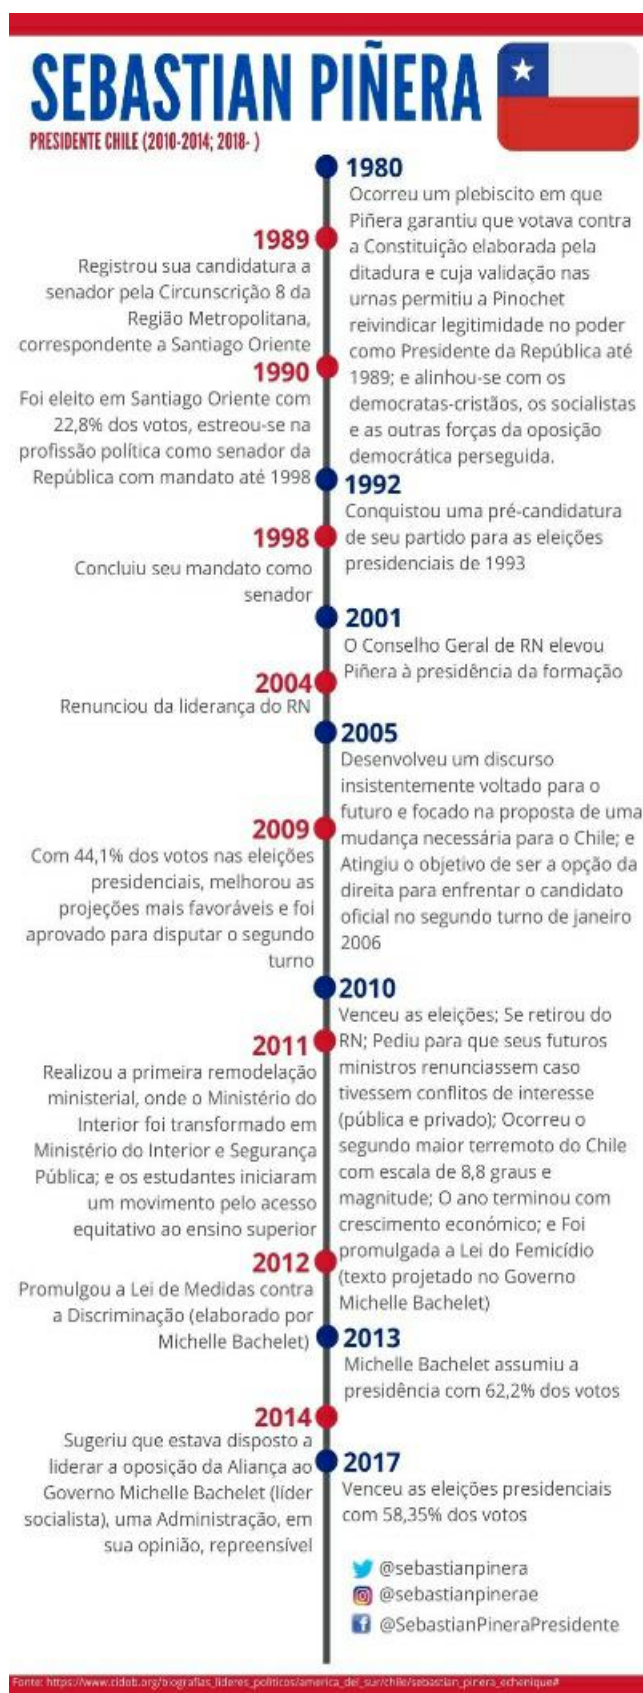 SEBASTIAN PIÑERA
PRESIDENTE CHILE (2010-2014; 2018- )
1980
Ocorreu um plebiscito em que
Piñera garantiu que votava contra
a Constituição elaborada pela
ditadura e cuja validação nas
urnas permitiu a Pinochet
reivindicar legitimidade no poder
como Presidente da República até
1989; e alinhou-se com os
democratas-cristãos, os socialistas
e as outras forças da oposição
democrática perseguida.
1989
Registrou sua candidatura a
senador pela Circunscrição 8 da
Região Metropolitana,
correspondente a Santiago Oriente
1990
Foi eleito em Santiago Oriente com
22,8% dos votos, estreou-se na
profissão política como senador da
República com mandato até 1998
1992
Conquistou uma pré-candidatura
de seu partido para as eleições
presidenciais de 1993
1998
Concluiu seu mandato como
senador
2001
O Conselho Geral de RN elevou
Piñera à presidência da formação
2004
Renunciou da liderança do RN
2005
Desenvolveu um discurso
insistentemente voltado para o
futuro e focado na proposta de uma
mudança necessária para o Chile; e
Atingiu o objetivo de ser a opção da
direita para enfrentar o candidato
oficial no segundo turno de janeiro
2006
2009
Com 44,1% dos votos nas eleições
presidenciais, melhorou as
projeções mais favoráveis e foi
aprovado para disputar o segundo
turno
2010
Venceu as eleições; Se retirou do
RN; Pediu para que seus futuros
ministros renunciassem caso
tivessem conflitos de interesse
(pública e privado); Ocorreu o
segundo maior terremoto do Chile
com escala de 8,8 graus e
magnitude; O ano terminou com
crescimento económico; e Foi
promulgada a Lei do Femicídio
(texto projetado no Governo
Michelle Bachelet)
2011
Realizou a primeira remodelação
ministerial, onde o Ministério do
Interior foi transformado em
Ministério do Interior e Segurança
Pública; e os estudantes iniciaram
um movimento pelo acesso
equitativo ao ensino superior
2012
Promulgou a Lei de Medidas contra
a Discriminação (elaborado por
Michelle Bachelet)
2013
Michelle Bachelet assumiu a
presidência com 62,2% dos votos
2014
Sugeriu que estava disposto a
liderar a oposição da Aliança ao
Governo Michelle Bachelet (líder
socialista), uma Administração, em
sua opinião, repreensível
2017
Venceu as eleições presidenciais
com 58,35% dos votos
@sebastianpinera
@sebastianpinerae
@SebastianPineraPresidente
Fonte: https://www.cidob.org/biografias_lideres_politicos/america_del_sur/chile/sebastian_pinera_echenique#